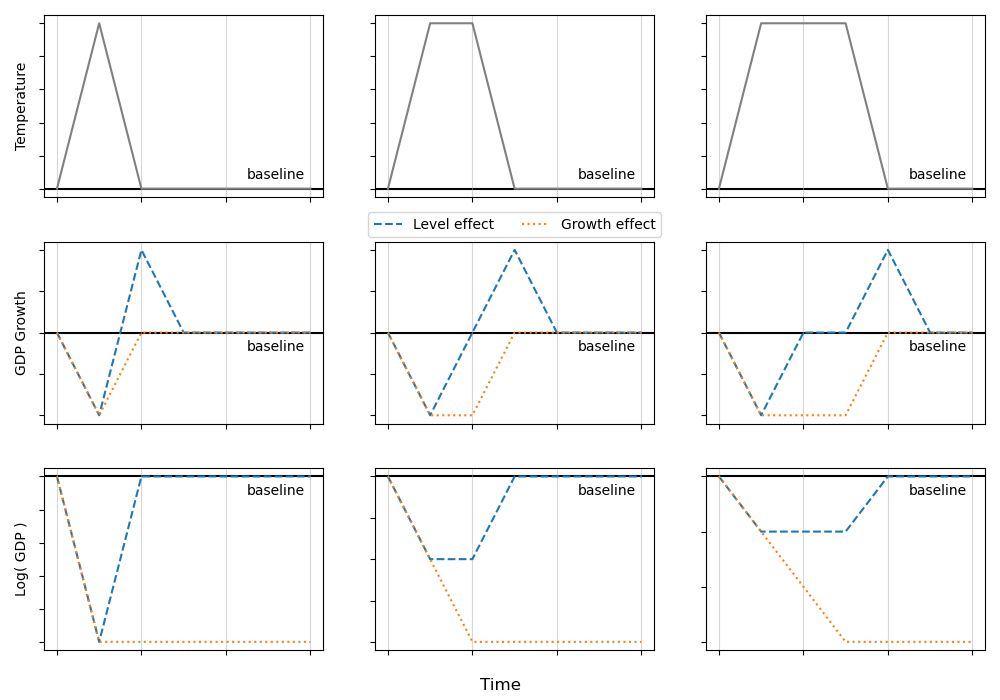 Temperature
baseline
baseline
baseline
Level effect
Growth effect
GDP Growth
baseline
baseline
baseline
Log( GDP )
baseline
baseline
baseline
Time